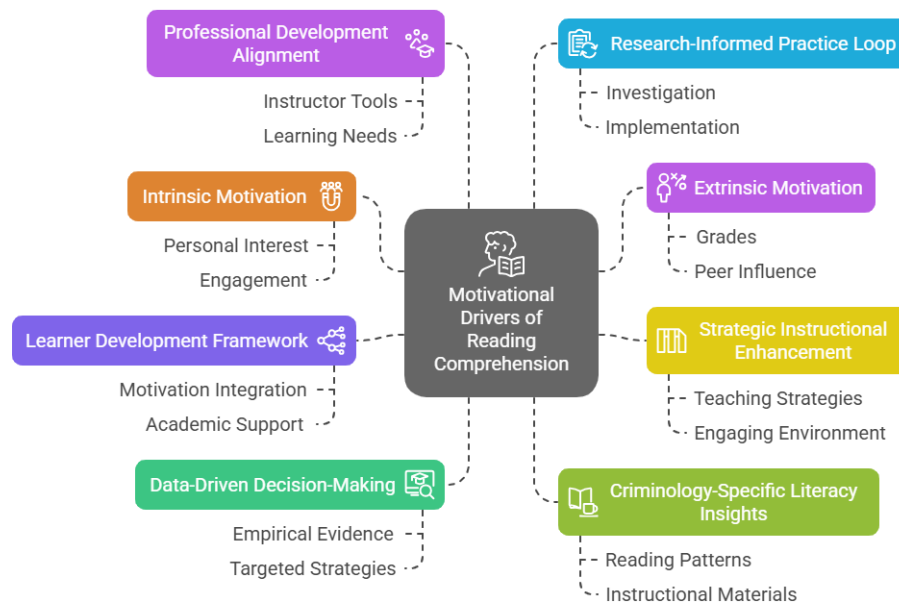 Professional Development
Alignment
Instructor Tools
Learning Needs
Research-Informed Practice Loop
Investigation
Implementation
Intrinsic Motivation
Personal Interest
Engagement
Extrinsic Motivation
Grades
Peer Influence
Motivational
Drivers of
Reading
Comprehension
Learner Development Framework
Motivation Integration
Academic Support
Strategic Instructional
Enhancement
Teaching Strategies
Engaging Environment
Data-Driven Decision-Making
Empirical Evidence
Targeted Strategies
Criminology-Specific Literacy
Insights
Reading Patterns
Instructional Materials